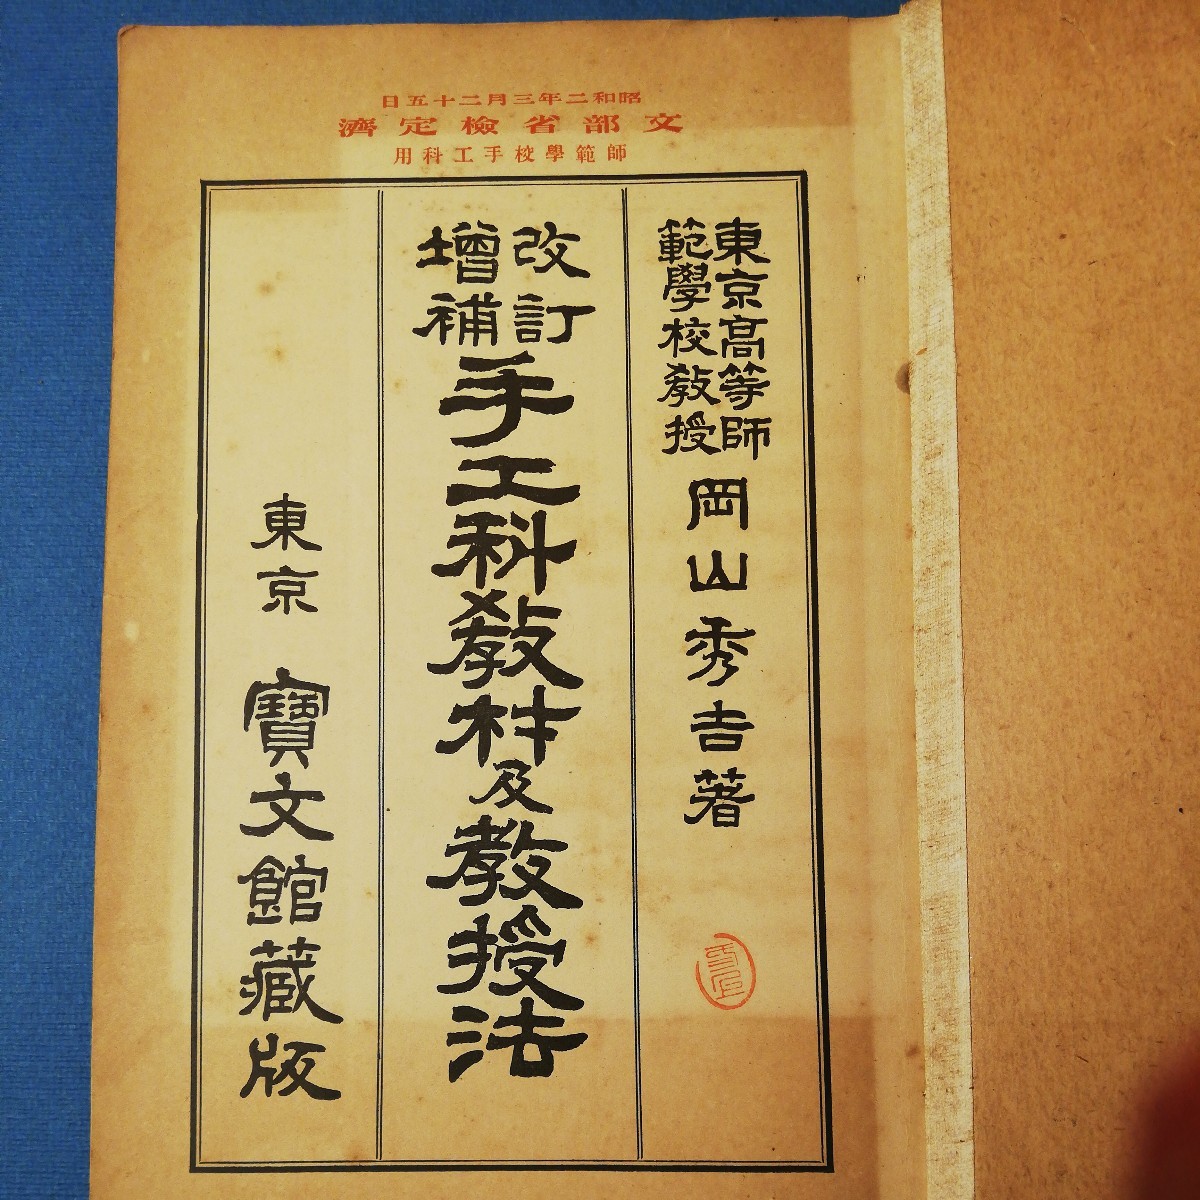 昭和二年三月二十五日
文部省檢定濟
師範學校手工科用
東京高等師
範學校教授
岡山秀吉著
改訂
增補
手工科教材及教授法
東京 寶文館藏版